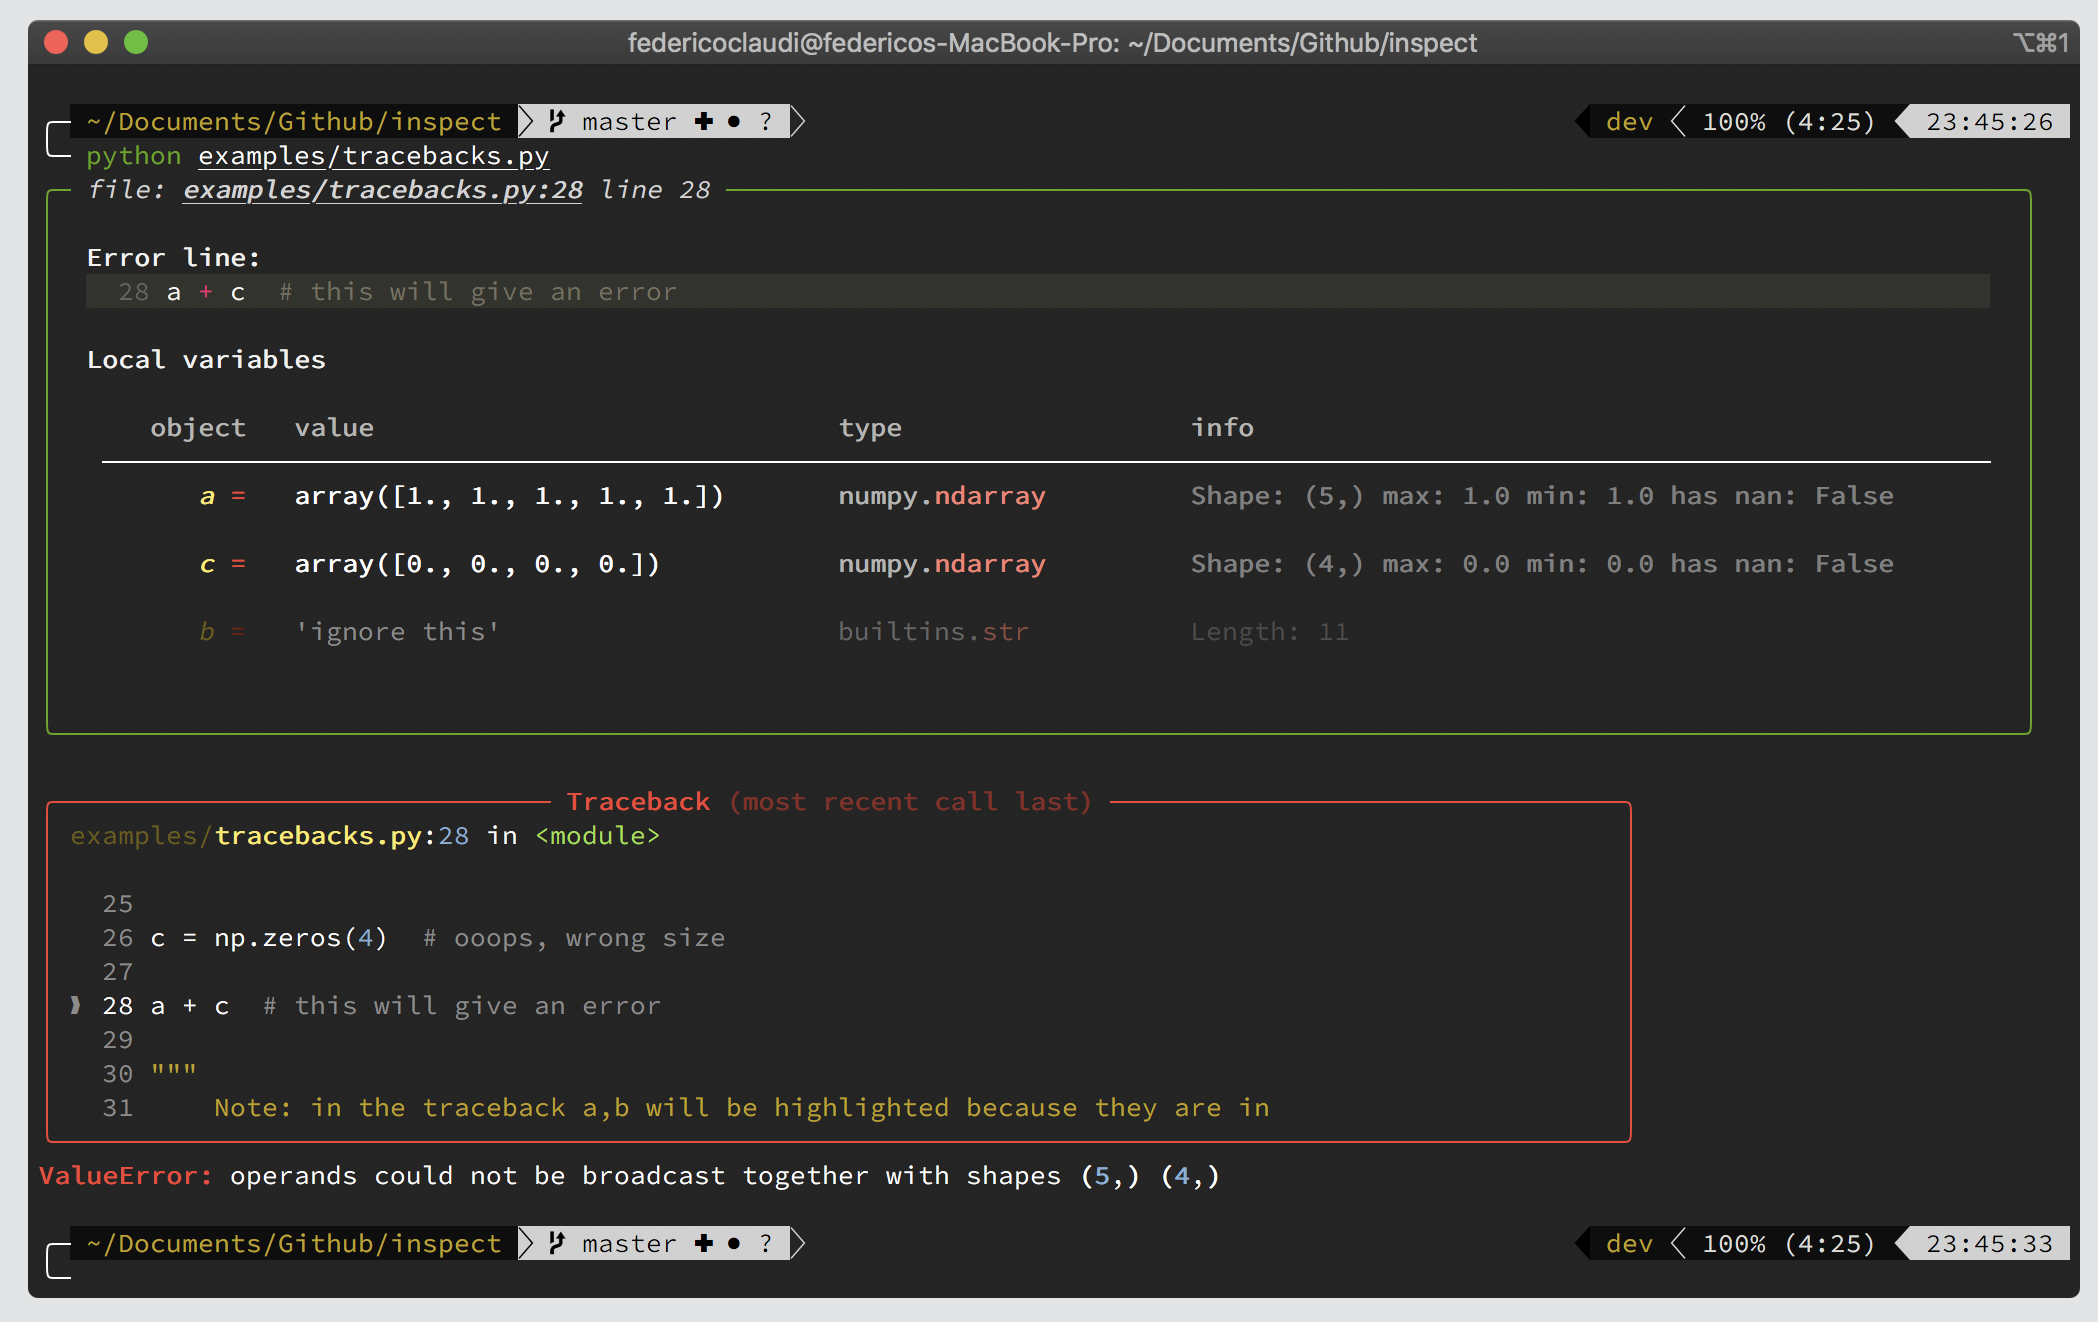 federicoclaudi@federicos-MacBook-Pro: ~/Documents/Github/inspect ⌥⌘1
~/Documents/Github/inspect master ✚ ● ? dev 100% (4:25) 23:45:26
python examples/tracebacks.py
file: examples/tracebacks.py:28 line 28
Error line:
28 a + c # this will give an error
Local variables
object value type info
a = array([1., 1., 1., 1., 1.]) numpy.ndarray Shape: (5,) max: 1.0 min: 1.0 has nan: False
c = array([0., 0., 0., 0.]) numpy.ndarray Shape: (4,) max: 0.0 min: 0.0 has nan: False
b = 'ignore this' builtins.str Length: 11
Traceback (most recent call last)
examples/tracebacks.py:28 in <module>
25
26 c = np.zeros(4) # ooops, wrong size
27
❱ 28 a + c # this will give an error
29
30 """
31 Note: in the traceback a,b will be highlighted because they are in
ValueError: operands could not be broadcast together with shapes (5,) (4,)
~/Documents/Github/inspect master ✚ ● ? dev 100% (4:25) 23:45:33